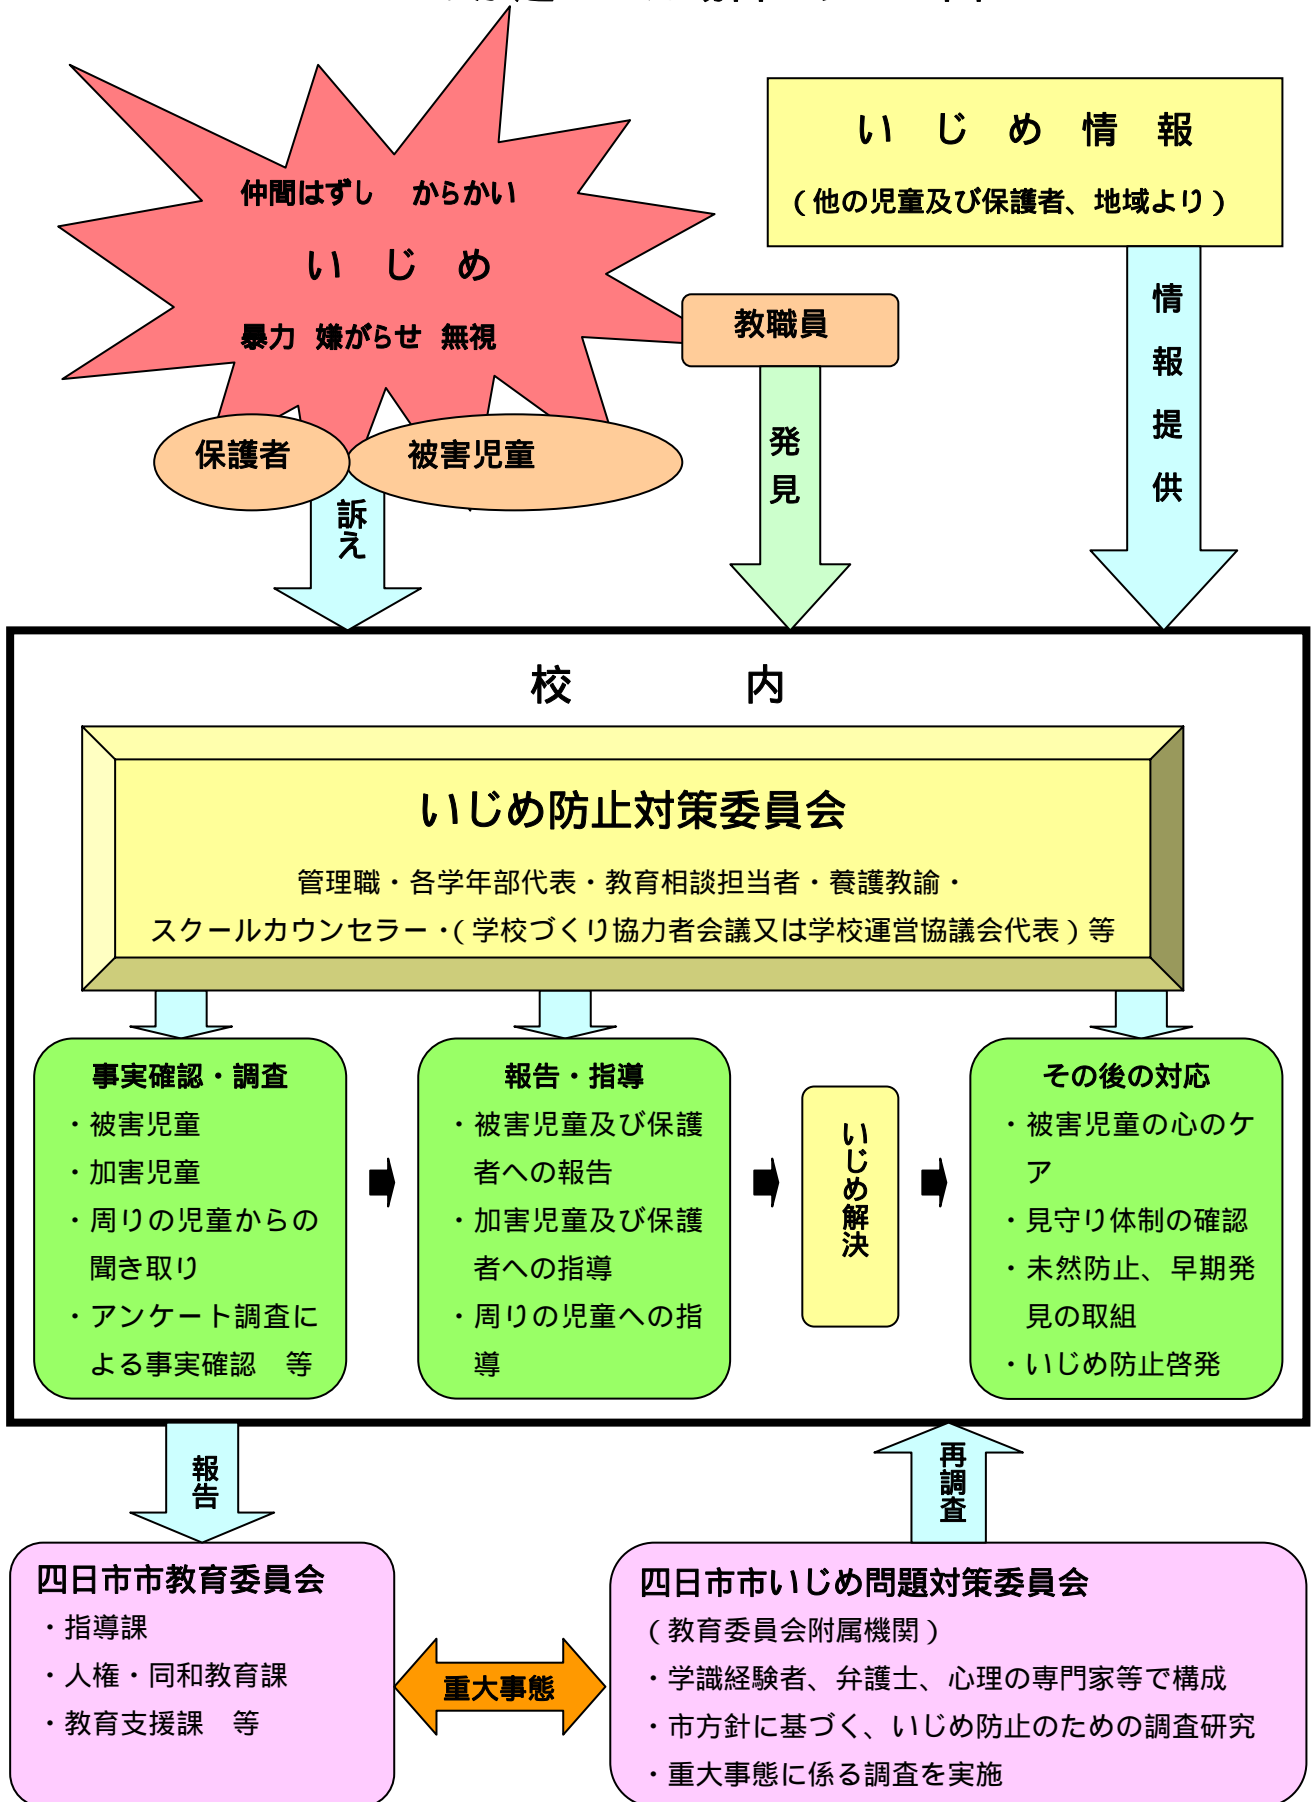 仲間はずし　からかい
い　じ　め
暴力　嫌がらせ　無視
い　じ　め　情　報
（他の児童及び保護者、地域より）
教職員
保護者
被害児童
訴え
発見
情報提供
校　内
いじめ防止対策委員会
管理職・各学年部代表・教育相談担当者・養護教諭・
スクールカウンセラー・（学校づくり協力者会議又は学校運営協議会代表）等
事実確認・調査
・被害児童
・加害児童
・周りの児童からの
聞き取り
・アンケート調査に
よる事実確認　等
報告・指導
・被害児童及び保護
者への報告
・加害児童及び保護
者への指導
・周りの児童への指
導
いじめ解決
その後の対応
・被害児童の心のケ
ア
・見守り体制の確認
・未然防止、早期発
見の取組
・いじめ防止啓発
報告
再調査
四日市市教育委員会
・指導課
・人権・同和教育課
・教育支援課　等
重大事態
四日市市いじめ問題対策委員会
（教育委員会附属機関）
・学識経験者、弁護士、心理の専門家等で構成
・市方針に基づく、いじめ防止のための調査研究
・重大事態に係る調査を実施